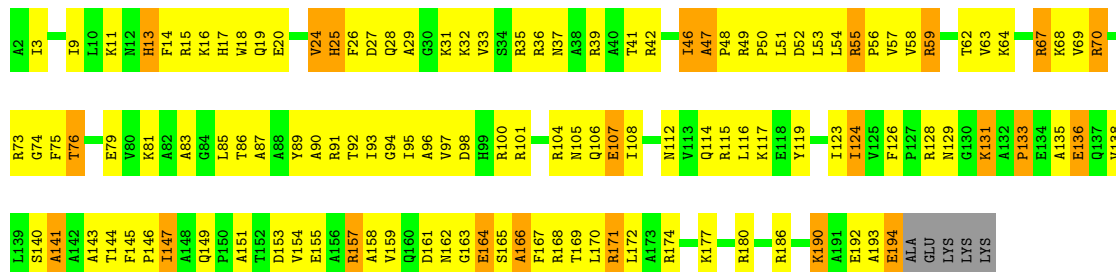 A2 I3 I9 L10 K11 N12 H13 F14 R15 K16 H17 W18 Q19 E20 V24 H25 F26 D27 Q28 A29 G30 K31 K32 V33 S34 R35 R36 N37 A38 R39 A40 T41 R42 I46 A47 P48 R49 P50 L51 D52 L53 L54 R55 P56 V57 V58 R59 T62 V63 K64 R67 K68 V69 R70
R73 G74 F75 T76 E79 V80 K81 A82 A83 G84 L85 T86 A87 A88 Y89 A90 R91 T92 I93 G94 I95 A96 V97 D98 H99 R100 R101 R104 N105 Q106 E107 I108 N112 V113 Q114 R115 L116 K117 E118 Y119 I123 I124 V125 F126 P127 R128 N129 G130 K131 A132 P133 E134 A135 E136 Q137 V138
L139 S140 A141 A142 A143 T144 F145 P146 I147 A148 Q149 P150 A151 T152 D153 V154 E155 A156 R157 A158 V159 Q160 D161 N162 G163 E164 S165 A166 F167 R168 T169 L170 R171 L172 A173 R174 K177 R180 R186 K190 A191 E192 A193 E194 ALA GLU LYS LYS LYS